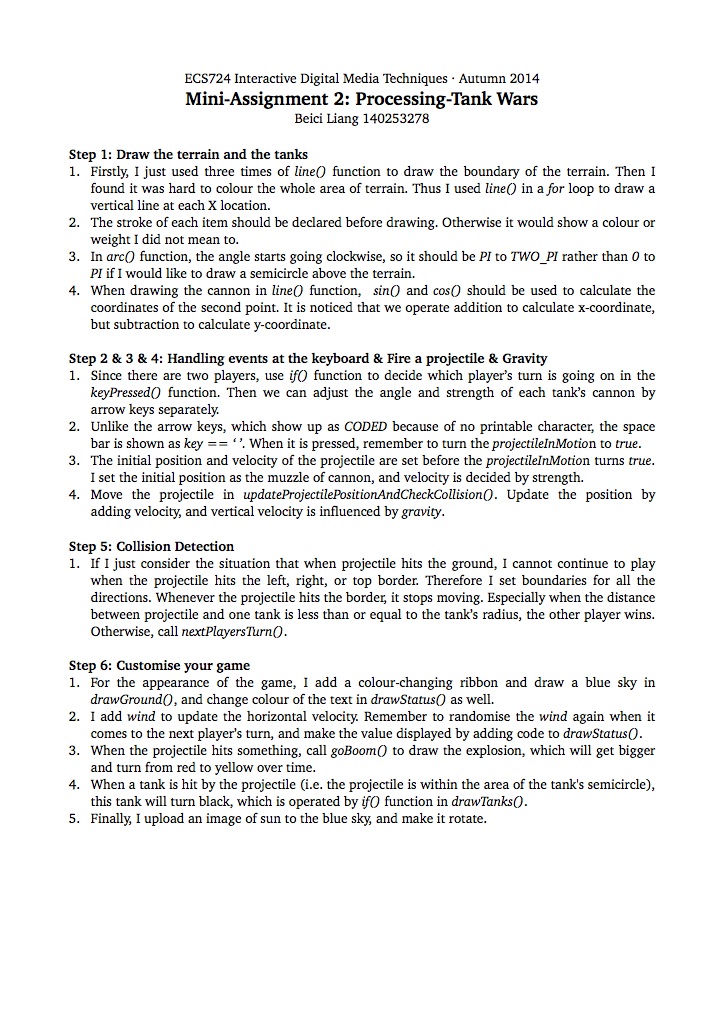 ECS724 Interactive Digital Media Techniques · Autumn 2014
Mini-Assignment 2: Processing-Tank Wars
Beici Liang 140253278
Step 1: Draw the terrain and the tanks
1. Firstly, I just used three times of line() function to draw the boundary of the terrain. Then I
found it was hard to colour the whole area of terrain. Thus I used line() in a for loop to draw a
vertical line at each X location.
2. The stroke of each item should be declared before drawing. Otherwise it would show a colour or
weight I did not mean to.
3. In arc() function, the angle starts going clockwise, so it should be PI to TWO_PI rather than 0 to
PI if I would like to draw a semicircle above the terrain.
4. When drawing the cannon in line() function, sin() and cos() should be used to calculate the
coordinates of the second point. It is noticed that we operate addition to calculate x-coordinate,
but subtraction to calculate y-coordinate.
Step 2 & 3 & 4: Handling events at the keyboard & Fire a projectile & Gravity
1. Since there are two players, use if() function to decide which player's turn is going on in the
keyPressed() function. Then we can adjust the angle and strength of each tank's cannon by
arrow keys separately.
2. Unlike the arrow keys, which show up as CODED because of no printable character, the space
bar is shown as key == ‘ ’. When it is pressed, remember to turn the projectileInMotion to true.
3. The initial position and velocity of the projectile are set before the projectileInMotion turns true.
I set the initial position as the muzzle of cannon, and velocity is decided by strength.
4. Move the projectile in updateProjectilePositionAndCheckCollision(). Update the position by
adding velocity, and vertical velocity is influenced by gravity.
Step 5: Collision Detection
1. If I just consider the situation that when projectile hits the ground, I cannot continue to play
when the projectile hits the left, right, or top border. Therefore I set boundaries for all the
directions. Whenever the projectile hits the border, it stops moving. Especially when the distance
between projectile and one tank is less than or equal to the tank's radius, the other player wins.
Otherwise, call nextPlayersTurn().
Step 6: Customise your game
1. For the appearance of the game, I add a colour-changing ribbon and draw a blue sky in
drawGround(), and change colour of the text in drawStatus() as well.
2. I add wind to update the horizontal velocity. Remember to randomise the wind again when it
comes to the next player's turn, and make the value displayed by adding code to drawStatus().
3. When the projectile hits something, call goBoom() to draw the explosion, which will get bigger
and turn from red to yellow over time.
4. When a tank is hit by the projectile (i.e. the projectile is within the area of the tank's semicircle),
this tank will turn black, which is operated by if() function in drawTanks().
5. Finally, I upload an image of sun to the blue sky, and make it rotate.